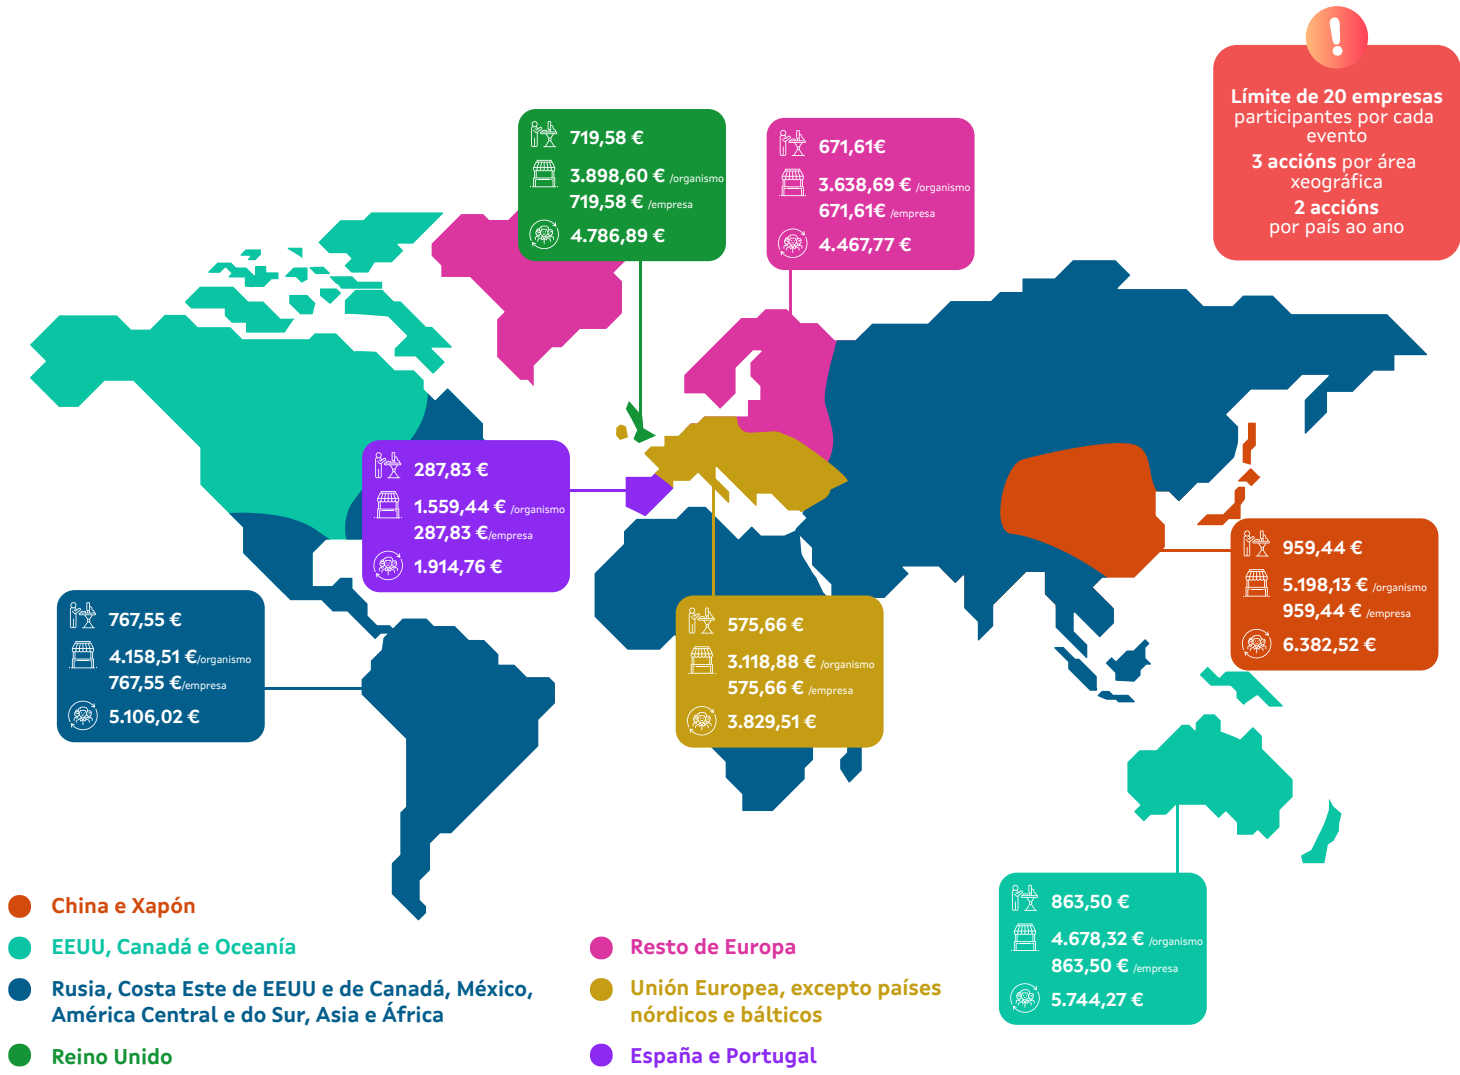 Límite de 20 empresas
participantes por cada
evento
3 accións por área
xeográfica
2 accións
por país ao ano
719,58 €
3.898,60 € /organismo
719,58 € /empresa
4.786,89 €
671,61€
3.638,69 € /organismo
671,61€ /empresa
4.467,77 €
287,83 €
1.559,44 € /organismo
287,83 €/empresa
1.914,76 €
959,44 €
5.198,13 € /organismo
959,44 € /empresa
6.382,52 €
767,55 €
4.158,51 €/organismo
767,55 €/empresa
5.106,02 €
575,66 €
3.118,88 € /organismo
575,66 € /empresa
3.829,51 €
863,50 €
4.678,32 € /organismo
863,50 € /empresa
5.744,27 €
China e Xapón
EEUU, Canadá e Oceanía
Rusia, Costa Este de EEUU e de Canadá, México,
América Central e do Sur, Asia e África
Reino Unido
Resto de Europa
Unión Europea, excepto países
nórdicos e bálticos
España e Portugal